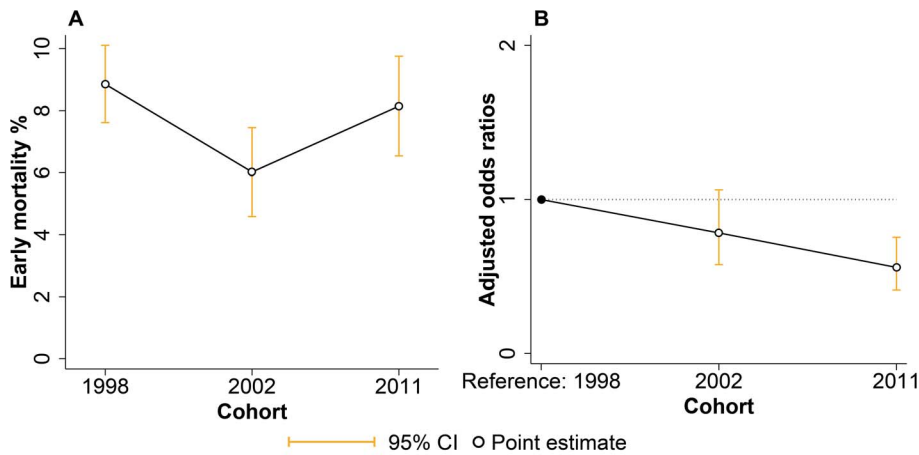 A
Early mortality %
10
8
6
4
2
0
1998 2002 2011
Cohort
B
Adjusted odds ratios
2
1
0
Reference: 1998 2002 2011
Cohort
95% CI Point estimate